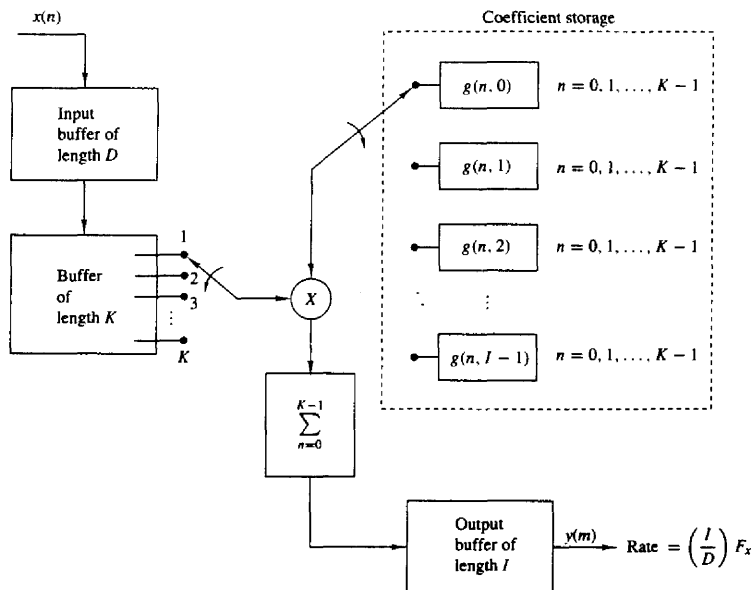 x(n)
Coefficient storage
Input
buffer of
length D
g(n, 0) n = 0, 1, ..., K − 1
g(n, 1) n = 0, 1, ..., K − 1
g(n, 2) n = 0, 1, ..., K − 1
...
g(n, I − 1) n = 0, 1, ..., K − 1
Buffer
of
length K
1
2
3
...
K
X
K−1
∑
n=0
Output
buffer of
length I
y(m)
Rate = (I/D) Fₓ